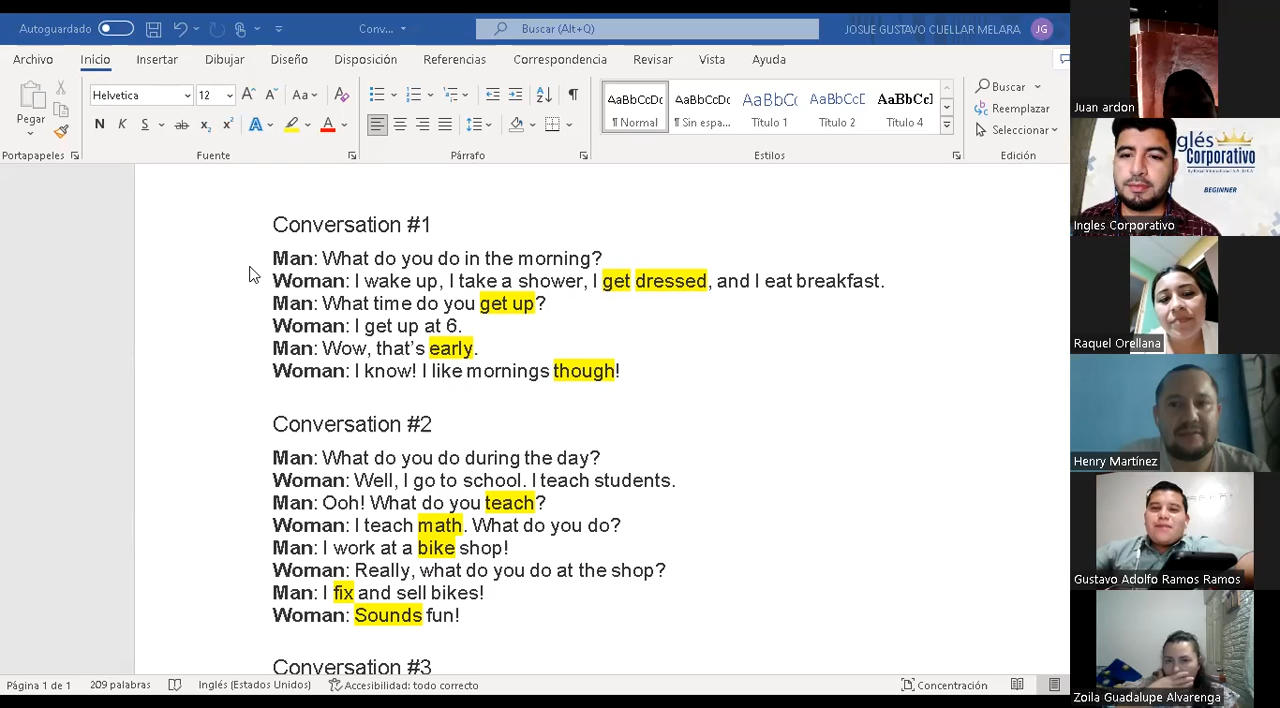 Autoguardado
Conv...
Buscar (Alt+Q)
JOSUE GUSTAVO CUELLAR MELARA
JG
Archivo Inicio Insertar Dibujar Diseño Disposición Referencias Correspondencia Revisar Vista Ayuda
Pegar
Portapapeles
Helvetica 12
N K S ab x₂ x² A A
Fuente
Párrafo
AaBbCcDc AaBbCcDc AaBbCc AaBbCcD AaBbCcI
¶ Normal ¶ Sin espa... Título 1 Título 2 Título 4
Estilos
Buscar
Reemplazar
Seleccionar
Edición
Conversation #1
Man: What do you do in the morning?
Woman: I wake up, I take a shower, I get dressed, and I eat breakfast.
Man: What time do you get up?
Woman: I get up at 6.
Man: Wow, that’s early.
Woman: I know! I like mornings though!
Conversation #2
Man: What do you do during the day?
Woman: Well, I go to school. I teach students.
Man: Ooh! What do you teach?
Woman: I teach math. What do you do?
Man: I work at a bike shop!
Woman: Really, what do you do at the shop?
Man: I fix and sell bikes!
Woman: Sounds fun!
Conversation #3
Página 1 de 1 209 palabras Inglés (Estados Unidos) Accesibilidad: todo correcto Concentración
Juan ardon
glés
Corporativo
BEGINNER
Ingles Corporativo
Raquel Orellana
Henry Martínez
Gustavo Adolfo Ramos Ramos
Zoila Guadalupe Alvarenga